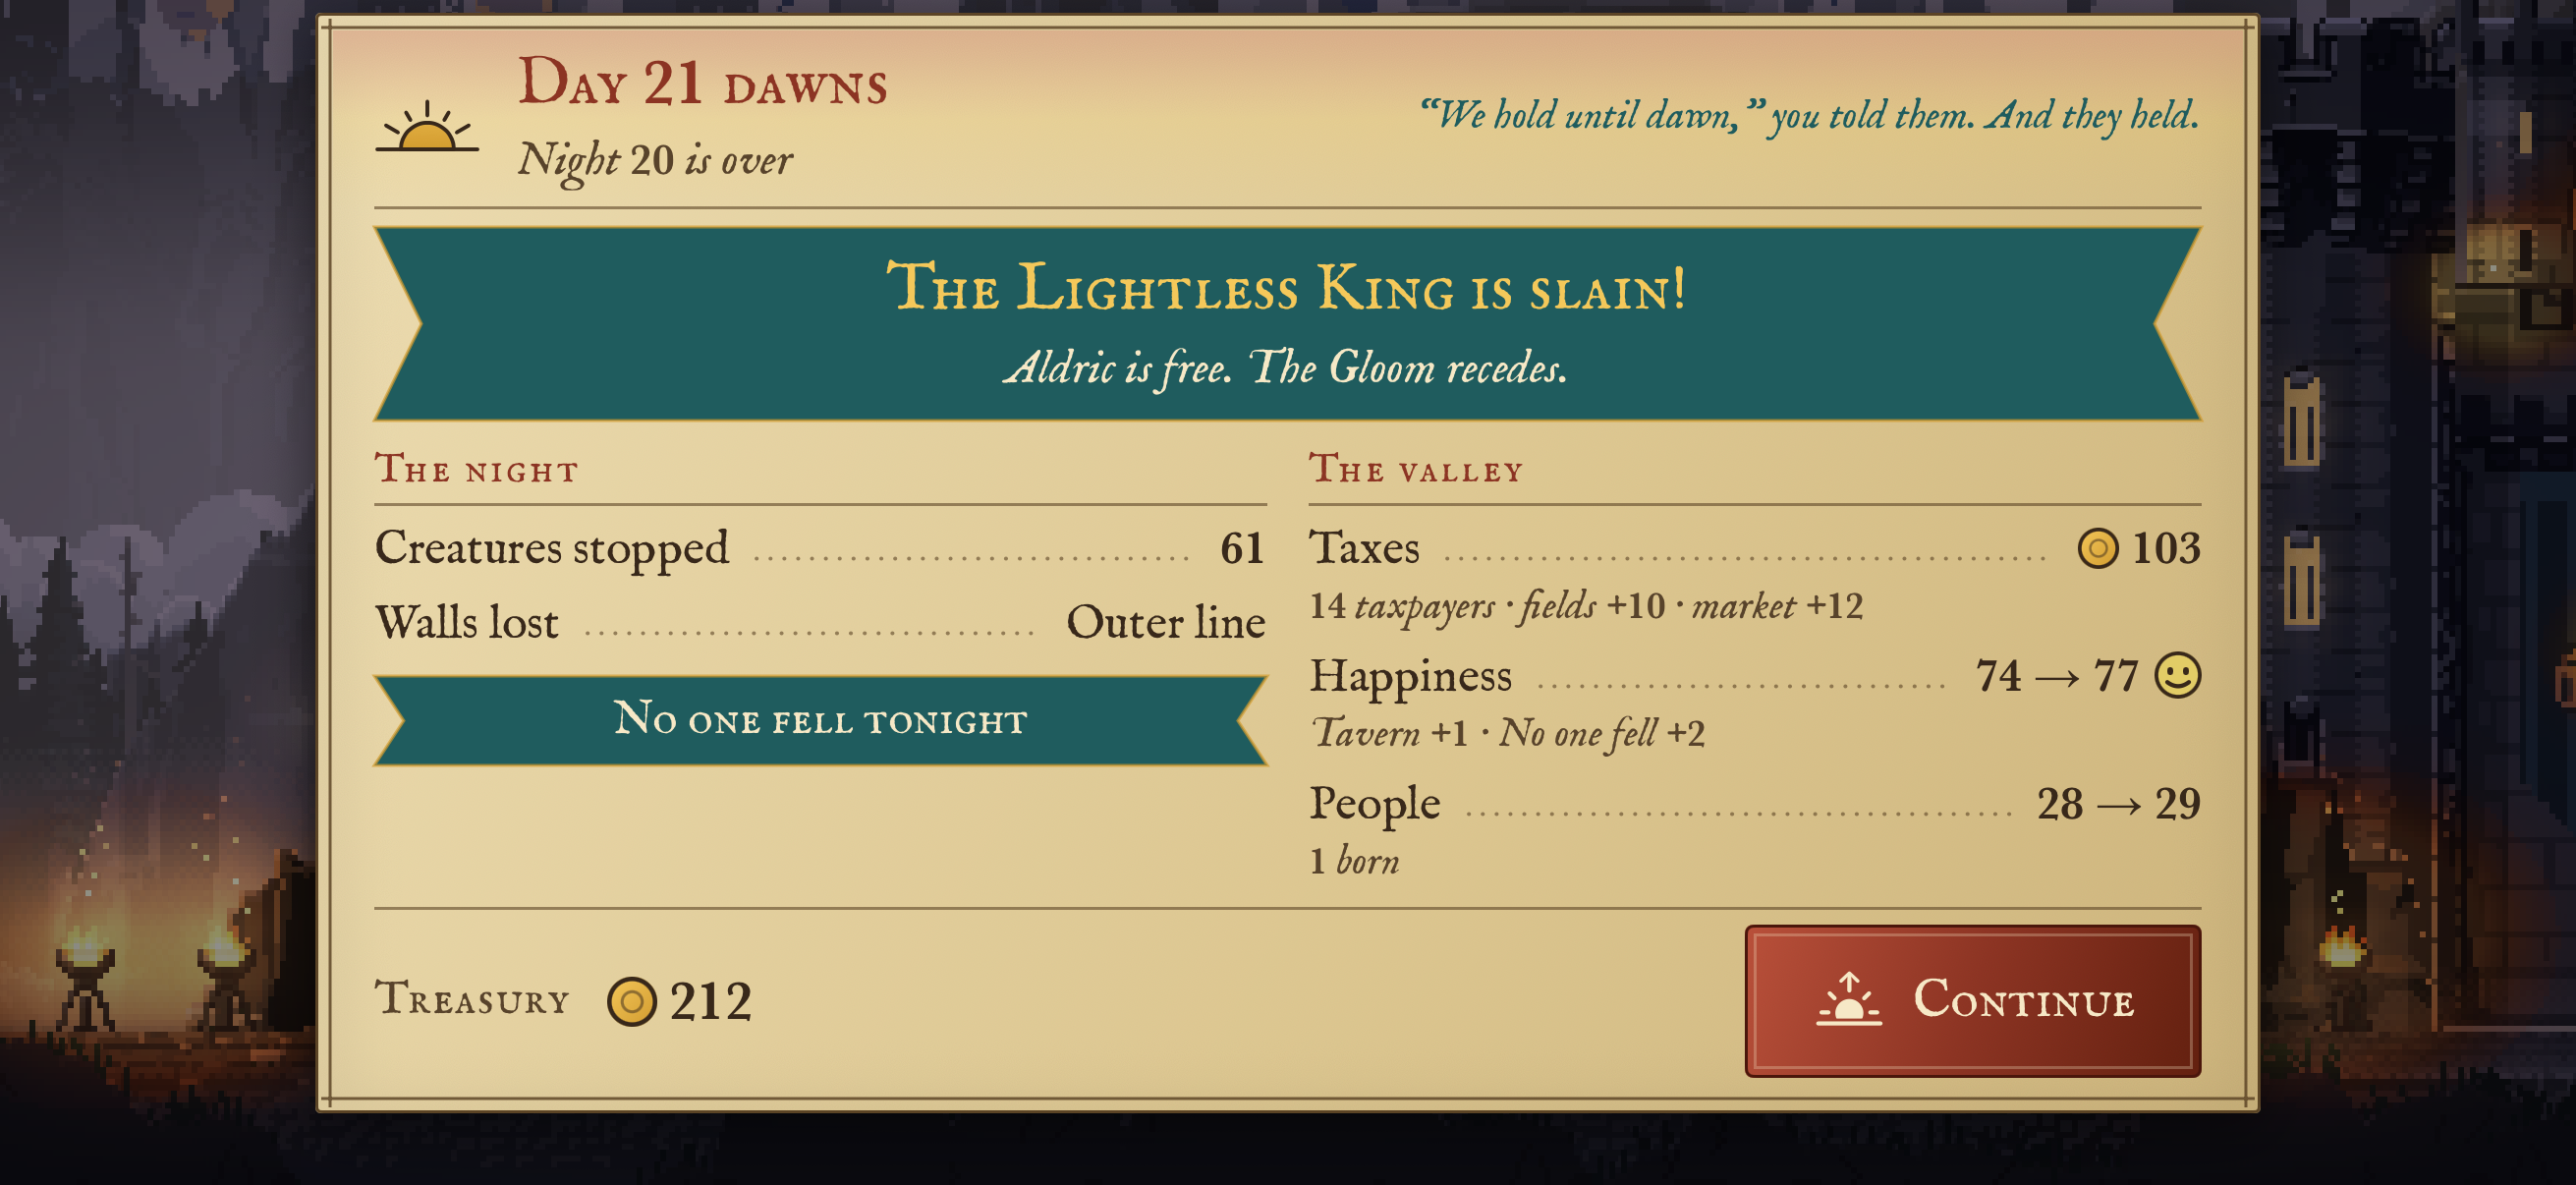 Day 21 dawns
Night 20 is over
“We hold until dawn,” you told them. And they held.
The Lightless King is slain!
Aldric is free. The Gloom recedes.
The night
Creatures stopped 61
Walls lost Outer line
No one fell tonight
The valley
Taxes 103
14 taxpayers · fields +10 · market +12
Happiness 74 → 77
Tavern +1 · No one fell +2
People 28 → 29
1 born
Treasury 212
Continue